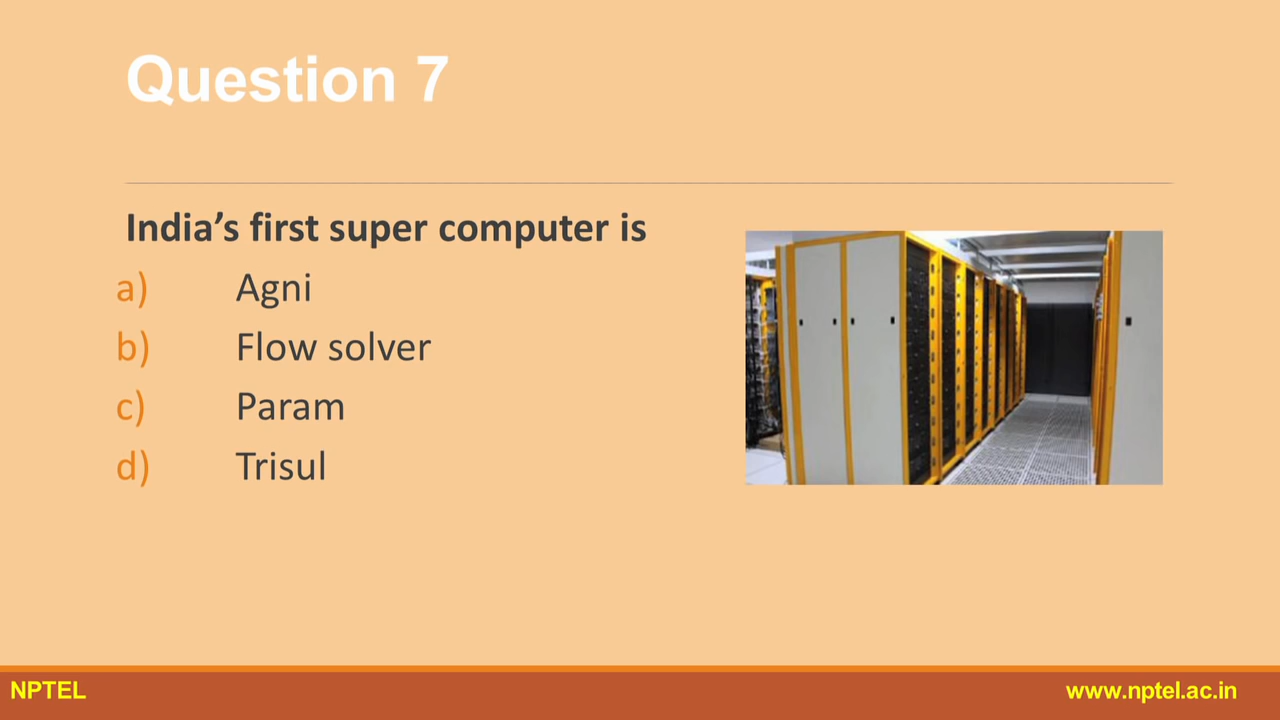 Question 7
India’s first super computer is
a) Agni
b) Flow solver
c) Param
d) Trisul
NPTEL
www.nptel.ac.in